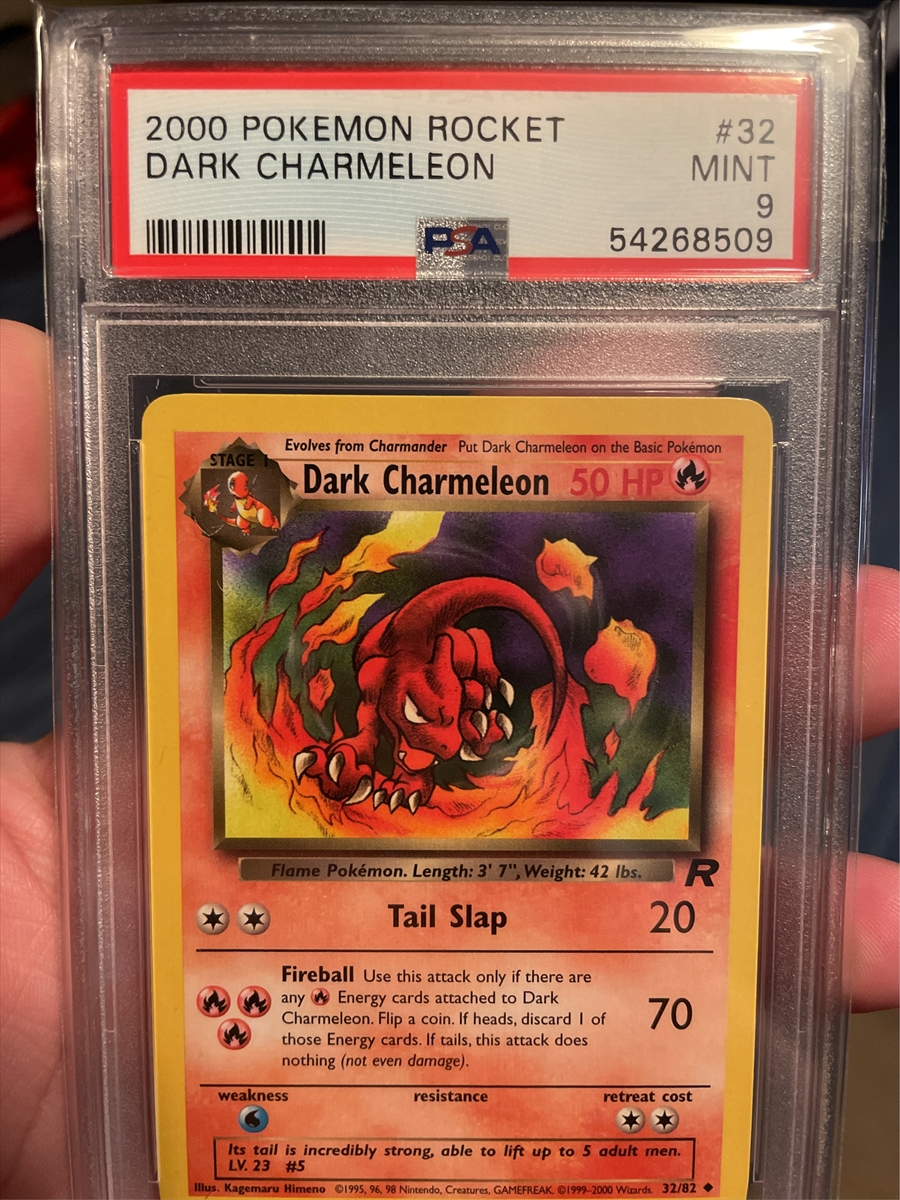 2000 POKEMON ROCKET #32
DARK CHARMELEON MINT
9
PSA 54268509
Evolves from Charmander Put Dark Charmeleon on the Basic Pokémon
STAGE 1
Dark Charmeleon 50 HP
Flame Pokémon. Length: 3' 7", Weight: 42 lbs.
R
Tail Slap 20
Fireball Use this attack only if there are
any Energy cards attached to Dark
Charmeleon. Flip a coin. If heads, discard 1 of
those Energy cards. If tails, this attack does
nothing (not even damage).
70
weakness resistance retreat cost
Its tail is incredibly strong, able to lift up to 5 adult men.
LV. 23 #5
Illus. Kagemaru Himeno ©1995, 96, 98 Nintendo, Creatures, GAMEFREAK. ©1999-2000 Wizards. 32/82